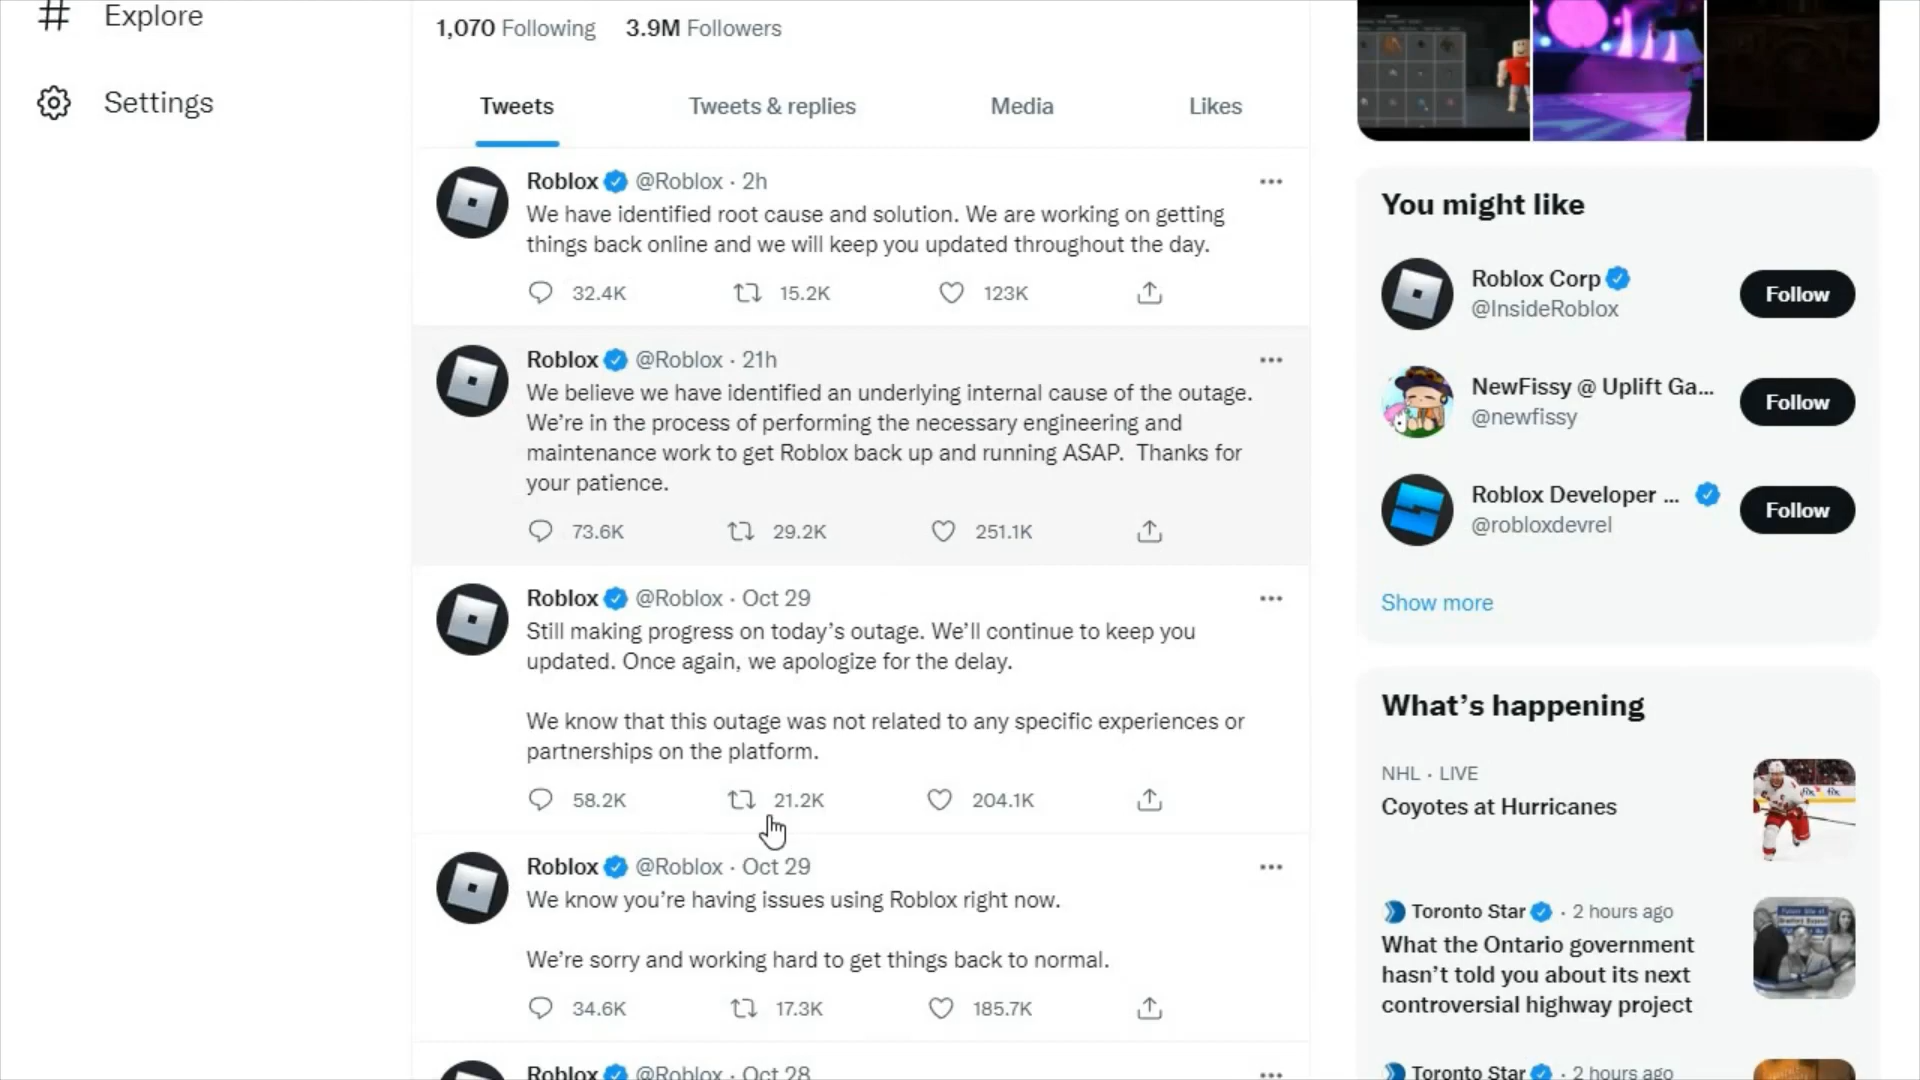 Explore
Settings
1,070 Following 3.9M Followers
Tweets Tweets & replies Media Likes
Roblox @Roblox · 2h
We have identified root cause and solution. We are working on getting
things back online and we will keep you updated throughout the day.
32.4K 15.2K 123K
Roblox @Roblox · 21h
We believe we have identified an underlying internal cause of the outage.
We’re in the process of performing the necessary engineering and
maintenance work to get Roblox back up and running ASAP.  Thanks for
your patience.
73.6K 29.2K 251.1K
Roblox @Roblox · Oct 29
Still making progress on today’s outage. We’ll continue to keep you
updated. Once again, we apologize for the delay.
We know that this outage was not related to any specific experiences or
partnerships on the platform.
58.2K 21.2K 204.1K
Roblox @Roblox · Oct 29
We know you’re having issues using Roblox right now.
We’re sorry and working hard to get things back to normal.
34.6K 17.3K 185.7K
Roblox @Roblox · Oct 28
You might like
Roblox Corp
@InsideRoblox
Follow
NewFissy @ Uplift Ga...
@newfissy
Follow
Roblox Developer ...
@robloxdevrel
Follow
Show more
What’s happening
NHL · LIVE
Coyotes at Hurricanes
Toronto Star · 2 hours ago
What the Ontario government
hasn’t told you about its next
controversial highway project
Toronto Star · 2 hours ago